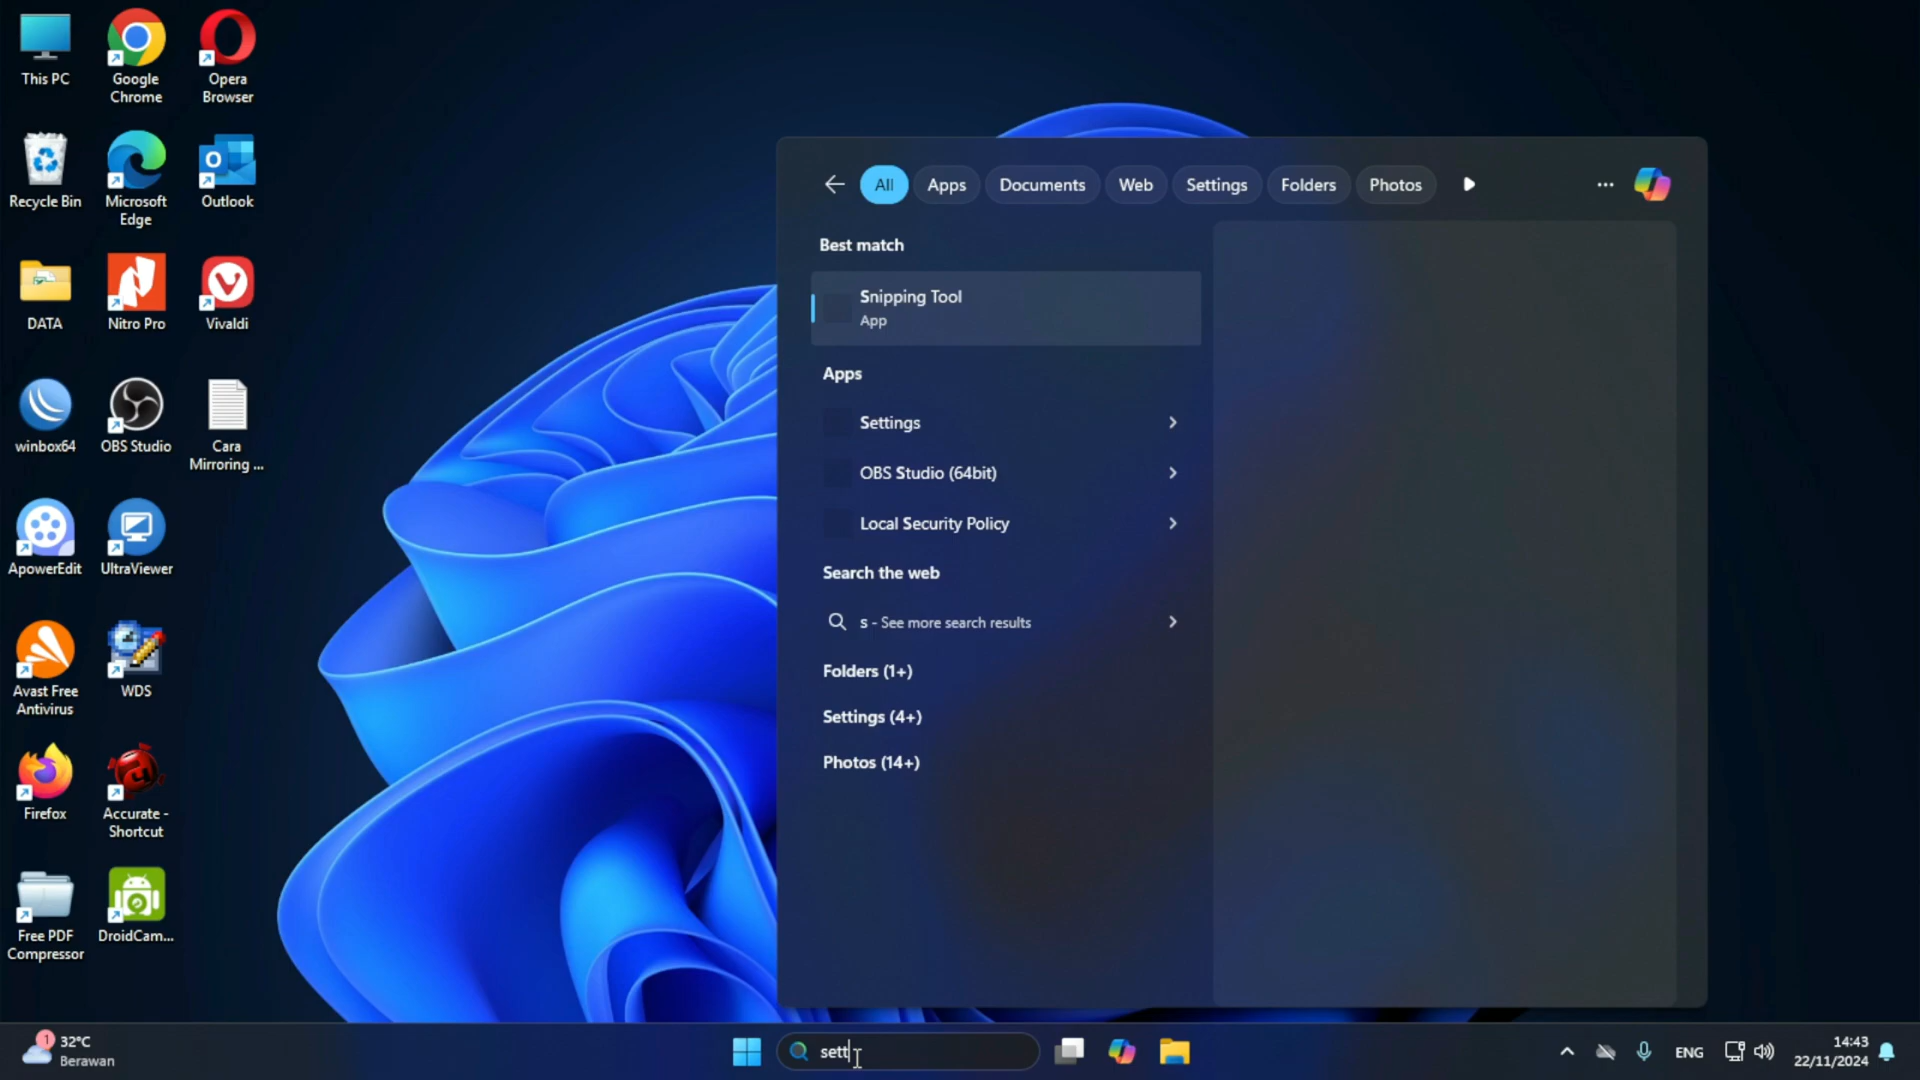 This PC
Google
Chrome
Opera
Browser
Recycle Bin
Microsoft
Edge
Outlook
DATA
Nitro Pro
Vivaldi
winbox64
OBS Studio
Cara
Mirroring ...
ApowerEdit
UltraViewer
Avast Free
Antivirus
WDS
Firefox
Accurate -
Shortcut
Free PDF
Compressor
DroidCam...
All
Apps
Documents
Web
Settings
Folders
Photos
Best match
Snipping Tool
App
Apps
Settings
OBS Studio (64bit)
Local Security Policy
Search the web
s - See more search results
Folders (1+)
Settings (4+)
Photos (14+)
1
32°C
Berawan
sett
ENG
14:43
22/11/2024